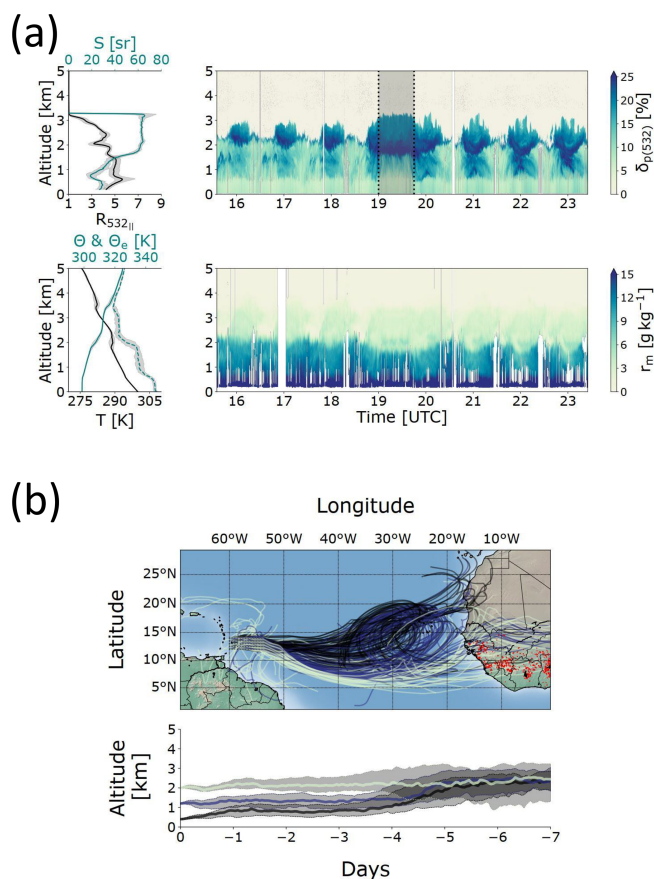 (a)
S [sr]
0 20 40 60 80
Altitude [km]
5
4
3
2
1
0
1 3 5 7 9
R532||
5
4
3
2
1
0
16 17 18 19 20 21 22 23
25
20
15
10
5
0
δp(532) [%]
Θ & Θe [K]
300 320 340
Altitude [km]
5
4
3
2
1
0
275 290 305
T [K]
5
4
3
2
1
0
16 17 18 19 20 21 22 23
Time [UTC]
15
10
5
0
rm [g kg⁻¹]
(b)
Longitude
60°W 50°W 40°W 30°W 20°W 10°W
Latitude
25°N
20°N
15°N
10°N
5°N
Altitude
[km]
5
4
3
2
1
0
0 −1 −2 −3 −4 −5 −6 −7
Days